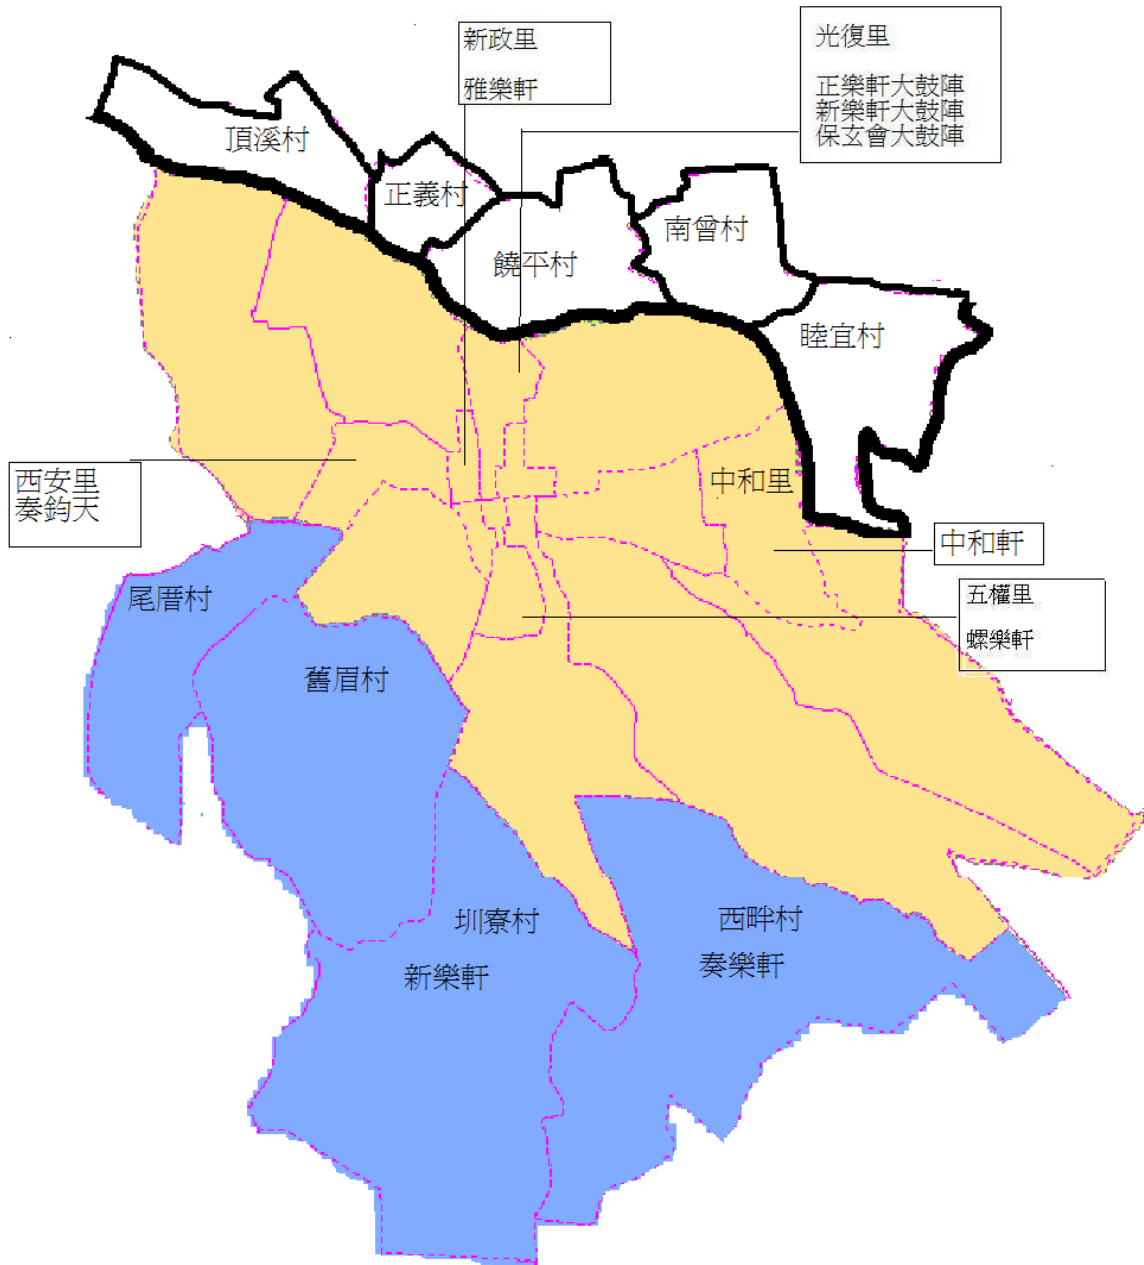 新政里
雅樂軒
光復里
正樂軒大鼓陣
新樂軒大鼓陣
保玄會大鼓陣
頂溪村
正義村
饒平村
南曾村
睦宜村
西安里
奏鈞天
中和里
中和軒
五權里
螺樂軒
尾厝村
舊眉村
圳寮村
新樂軒
西畔村
奏樂軒